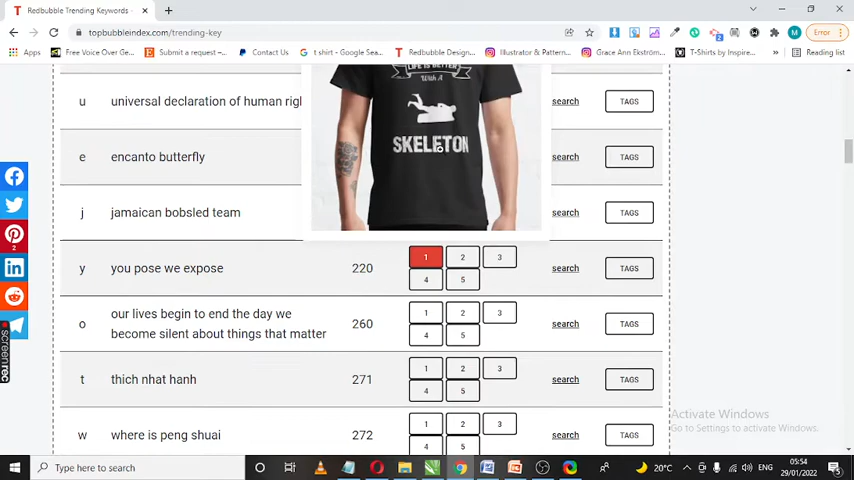 Redbubble Trending Keywords -
topbubbleindex.com/trending-key
Error
Apps
Free Voice Over Ge...
Submit a request –...
Contact Us
t shirt - Google Sea...
Redbubble Design...
Illustrator & Pattern...
Grace Ann Ekström...
T-Shirts by Inspire...
Reading list
LIFE IS BETTER
With A
SKELETON
u universal declaration of human righ search TAGS
e encanto butterfly search TAGS
j jamaican bobsled team search TAGS
y you pose we expose 220 1 2 3 search TAGS
4 5
o our lives begin to end the day we 260 1 2 3 search TAGS
become silent about things that matter 4 5
t thich nhat hanh 271 1 2 3 search TAGS
4 5
w where is peng shuai 272 1 2 3 search TAGS
4 5
2
screenrec
Activate Windows
Go to Settings to activate Windows.
Type here to search
20°C
ENG
05:54
29/01/2022